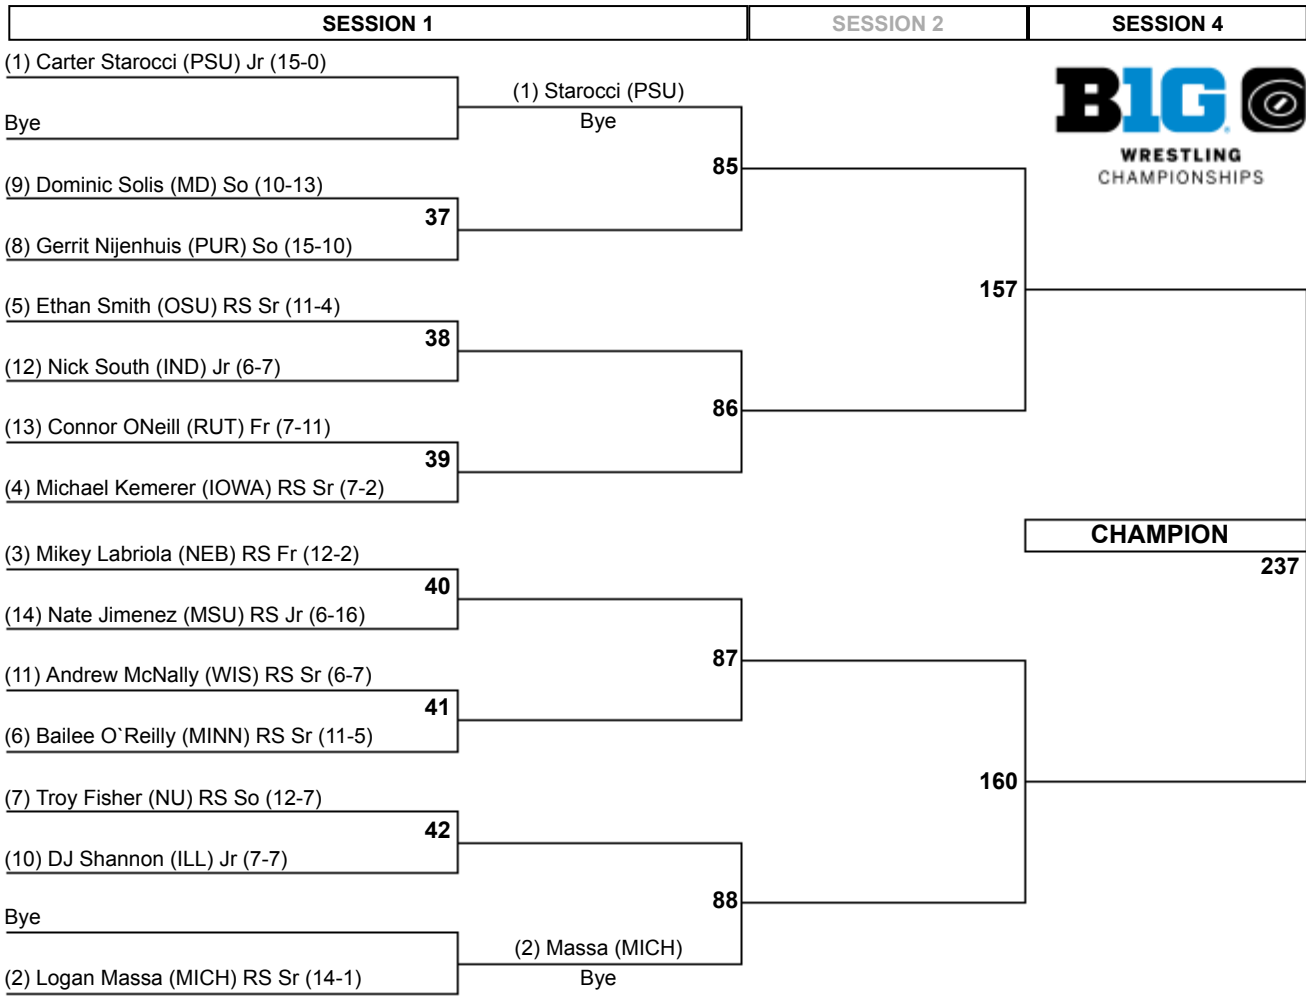 SESSION 1
SESSION 2
SESSION 4
(1) Carter Starocci (PSU) Jr (15-0)
(1) Starocci (PSU)
Bye
Bye
85
(9) Dominic Solis (MD) So (10-13)
37
(8) Gerrit Nijenhuis (PUR) So (15-10)
(5) Ethan Smith (OSU) RS Sr (11-4)
38
(12) Nick South (IND) Jr (6-7)
86
(13) Connor ONeill (RUT) Fr (7-11)
39
(4) Michael Kemerer (IOWA) RS Sr (7-2)
157
(3) Mikey Labriola (NEB) RS Fr (12-2)
40
(14) Nate Jimenez (MSU) RS Jr (6-16)
87
(11) Andrew McNally (WIS) RS Sr (6-7)
41
(6) Bailee O`Reilly (MINN) RS Sr (11-5)
(7) Troy Fisher (NU) RS So (12-7)
42
(10) DJ Shannon (ILL) Jr (7-7)
88
Bye
(2) Massa (MICH)
(2) Logan Massa (MICH) RS Sr (14-1)
Bye
160
B1G
WRESTLING
CHAMPIONSHIPS
CHAMPION
237